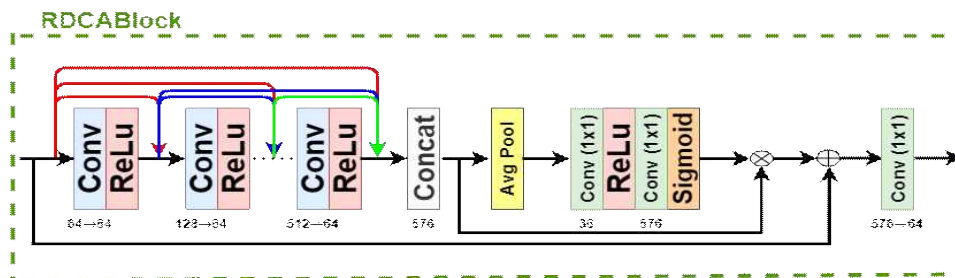 RDCABlock
Conv
ReLu
Conv
ReLu
Conv
ReLu
Concat
Avg Pool
Conv (1x1)
ReLu
Conv (1x1)
Sigmoid
Conv (1x1)
64→64
128→64
512→64
576
36
576
576→64